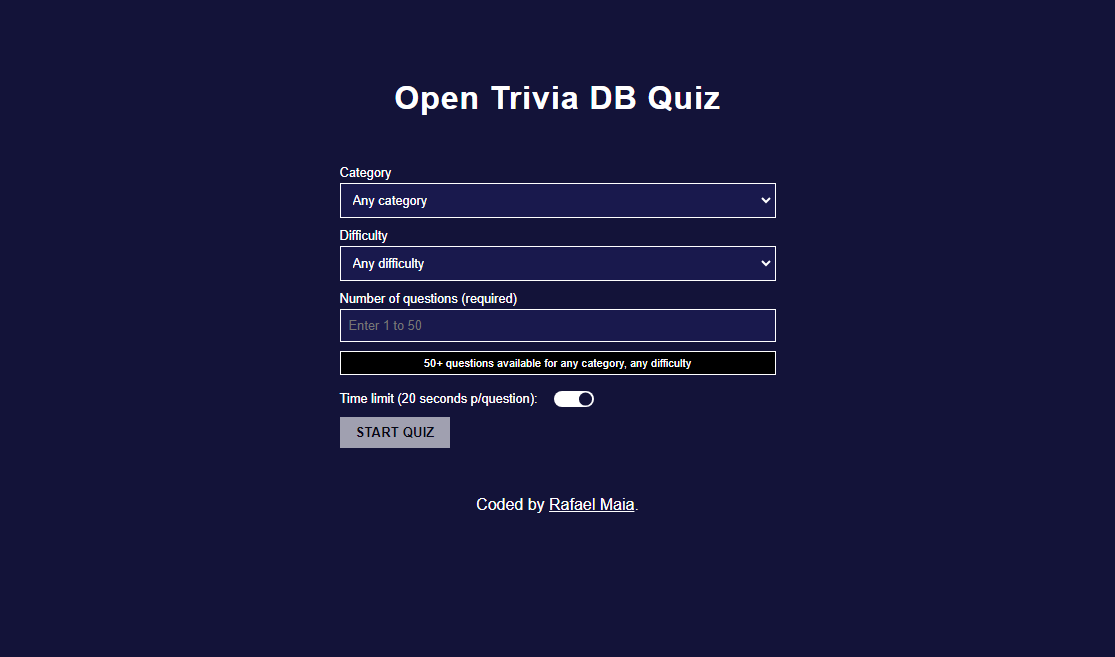 Open Trivia DB Quiz
Category
Any category
Difficulty
Any difficulty
Number of questions (required)
Enter 1 to 50
50+ questions available for any category, any difficulty
Time limit (20 seconds p/question):
START QUIZ
Coded by Rafael Maia.